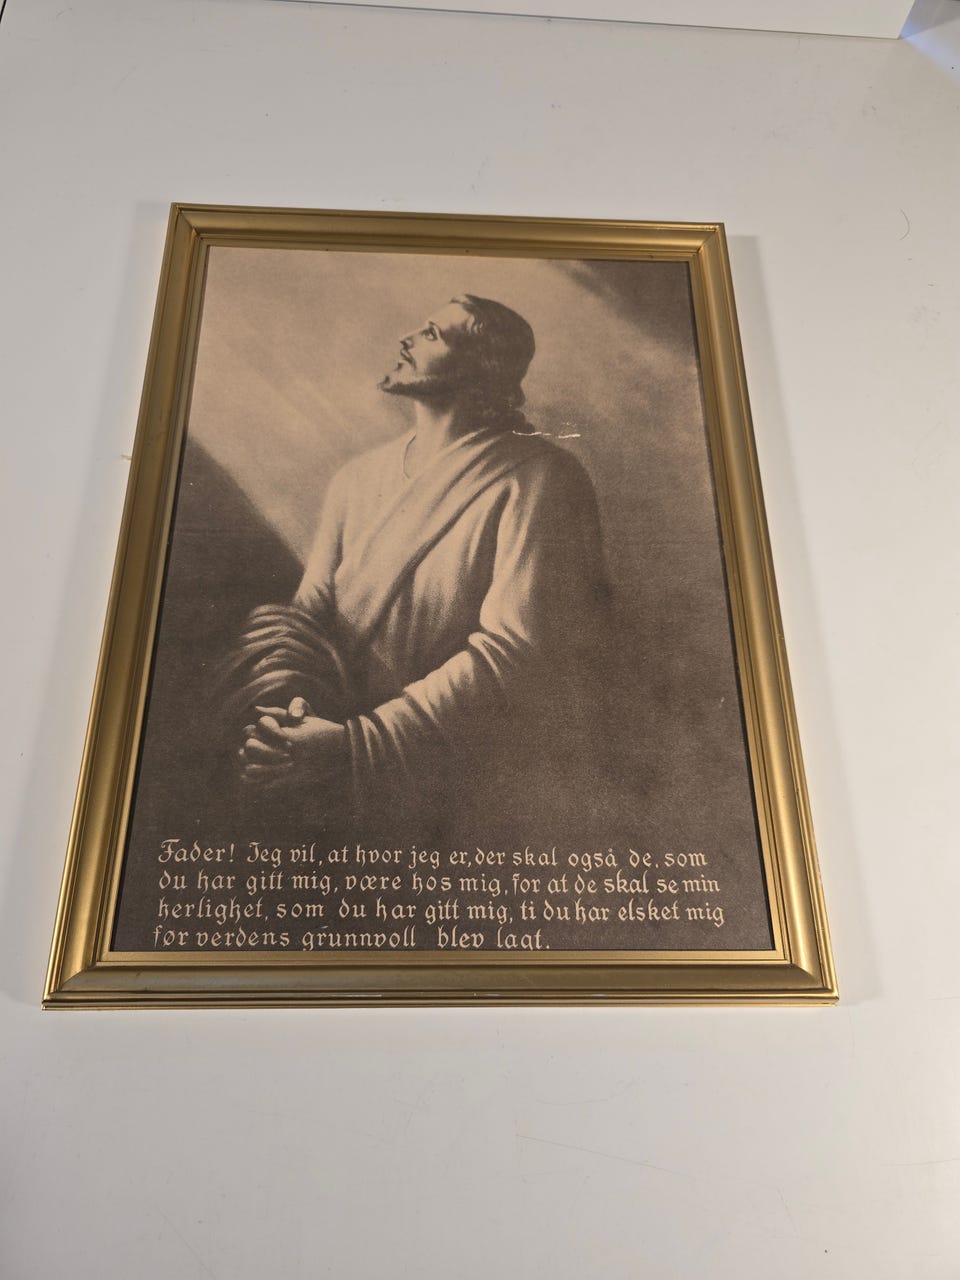 Fader! Jeg vil, at hvor jeg er, der skal også de, som
du har gitt mig, være hos mig, for at de skal se min
herlighet, som du har gitt mig, ti du har elsket mig
før verdens grunnvoll blev lagt.